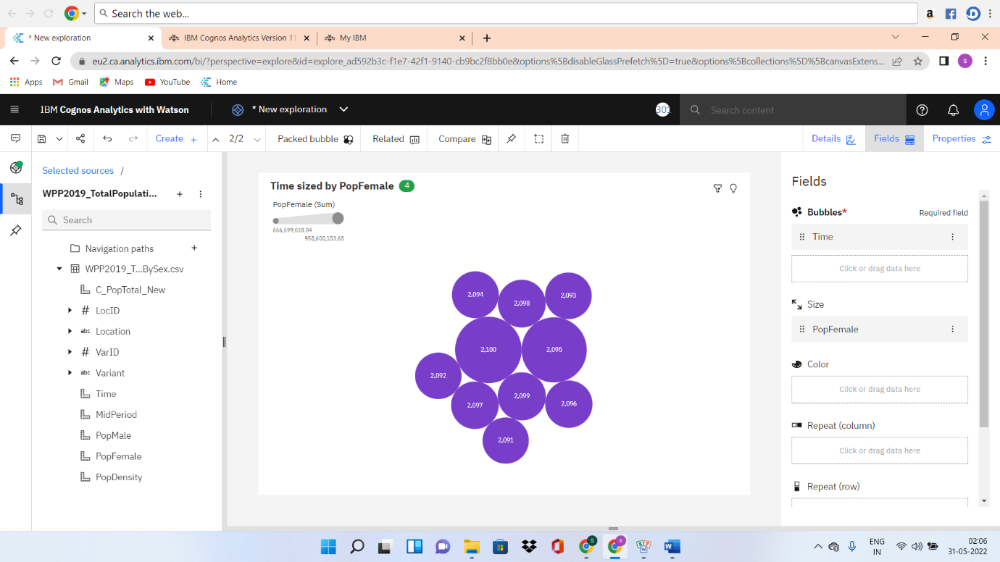 Search the web...
* New exploration
IBM Cognos Analytics Version 11
My IBM
eu2.ca.analytics.ibm.com/bi/?perspective=explore&id=explore_ad592b3c-f1e7-42f1-9140-cb9bc2f8bb0e&options%5BdisableGlassPrefetch%5D=true&options%5Bcollections%5D%5BcanvasExtens...
S
Apps
Gmail
Maps
YouTube
Home
IBM Cognos Analytics with Watson
* New exploration
301
Search content
Create +
2/2
Packed bubble
Related
Compare
Details
Fields
Properties
Selected sources /
WPP2019_TotalPopulati...
Search
Navigation paths
WPP2019_T...BySex.csv
C_PopTotal_New
# LocID
abc Location
# VarID
abc Variant
Time
MidPeriod
PopMale
PopFemale
PopDensity
Time sized by PopFemale 4
PopFemale (Sum)
666,699,618.84
958,600,153.68
2,094
2,098
2,093
2,100
2,095
2,092
2,097
2,099
2,096
2,091
Fields
Bubbles*
Required field
Time
Click or drag data here
Size
PopFemale
Color
Click or drag data here
Repeat (column)
Click or drag data here
Repeat (row)
ENG
IN
02:06
31-05-2022